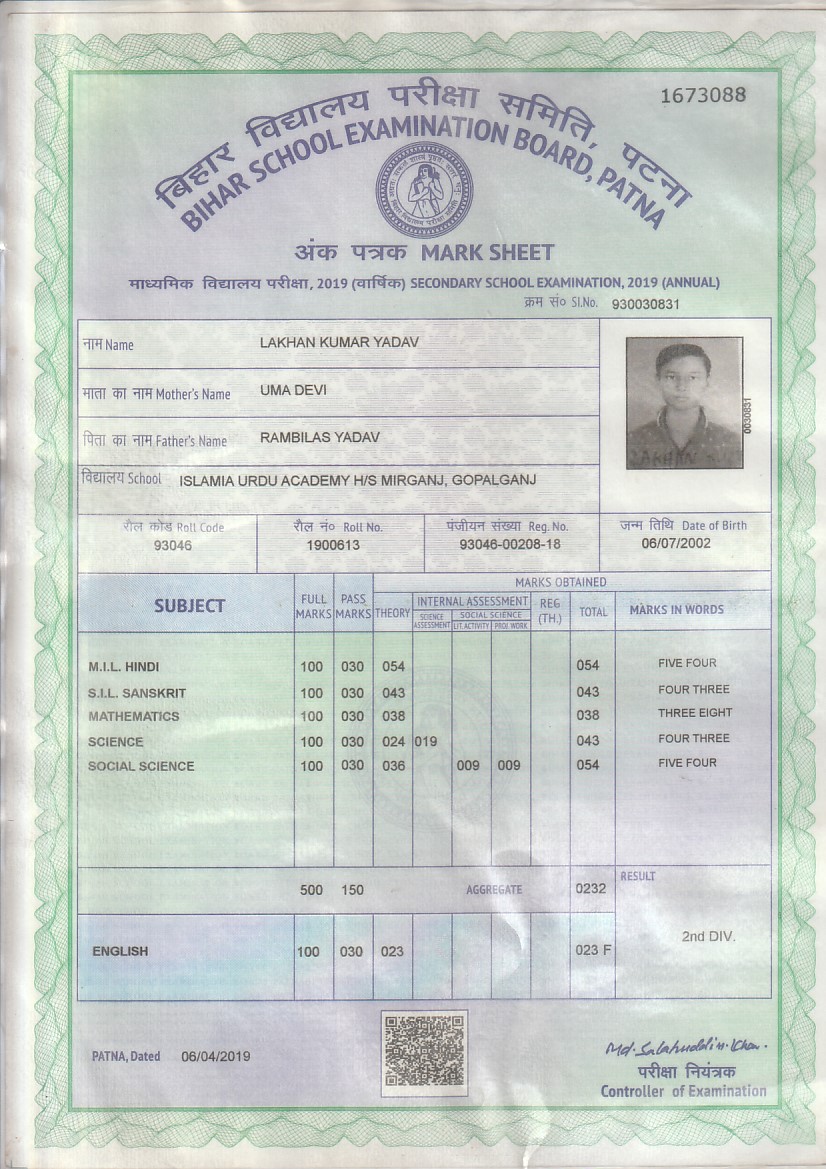 1673088
बिहार विद्यालय परीक्षा समिति, पटना
BIHAR SCHOOL EXAMINATION BOARD, PATNA
अंक पत्रक MARK SHEET
माध्यमिक विद्यालय परीक्षा, 2019 (वार्षिक) SECONDARY SCHOOL EXAMINATION, 2019 (ANNUAL)
क्रम सं० Sl.No. 930030831
नाम Name LAKHAN KUMAR YADAV
माता का नाम Mother's Name UMA DEVI
0030831
पिता का नाम Father's Name RAMBILAS YADAV
विद्यालय School ISLAMIA URDU ACADEMY H/S MIRGANJ, GOPALGANJ
रौल कोड Roll Code रौल नं० Roll No. पंजीयन संख्या Reg. No. जन्म तिथि Date of Birth
93046 1900613 93046-00208-18 06/07/2002
MARKS OBTAINED
SUBJECT FULL MARKS PASS MARKS THEORY INTERNAL ASSESSMENT REG (TH.) TOTAL MARKS IN WORDS
SCIENCE ASSESSMENT SOCIAL SCIENCE
LIT.ACTIVITY PROJ.WORK
M.I.L. HINDI 100 030 054 054 FIVE FOUR
S.I.L. SANSKRIT 100 030 043 043 FOUR THREE
MATHEMATICS 100 030 038 038 THREE EIGHT
SCIENCE 100 030 024 019 043 FOUR THREE
SOCIAL SCIENCE 100 030 036 009 009 054 FIVE FOUR
500 150 AGGREGATE 0232 RESULT
2nd DIV.
ENGLISH 100 030 023 023 F
PATNA, Dated 06/04/2019
Md. Salahuddin Khan.
परीक्षा नियंत्रक
Controller of Examination